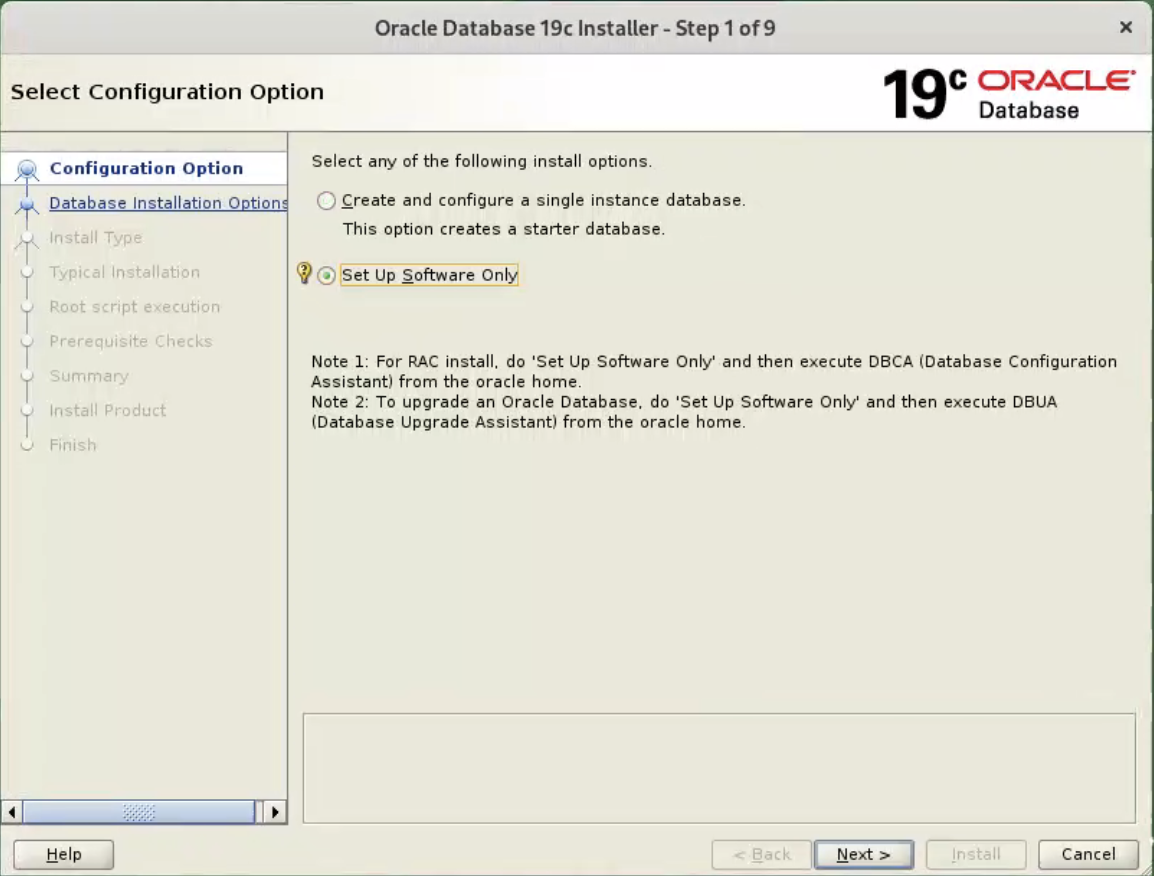 Oracle Database 19c Installer - Step 1 of 9
Select Configuration Option
19c ORACLE
Database
Configuration Option
Database Installation Options
Install Type
Typical Installation
Root script execution
Prerequisite Checks
Summary
Install Product
Finish
Select any of the following install options.
Create and configure a single instance database.
This option creates a starter database.
Set Up Software Only
Note 1: For RAC install, do 'Set Up Software Only' and then execute DBCA (Database Configuration
Assistant) from the oracle home.
Note 2: To upgrade an Oracle Database, do 'Set Up Software Only' and then execute DBUA
(Database Upgrade Assistant) from the oracle home.
Help
< Back
Next >
Install
Cancel